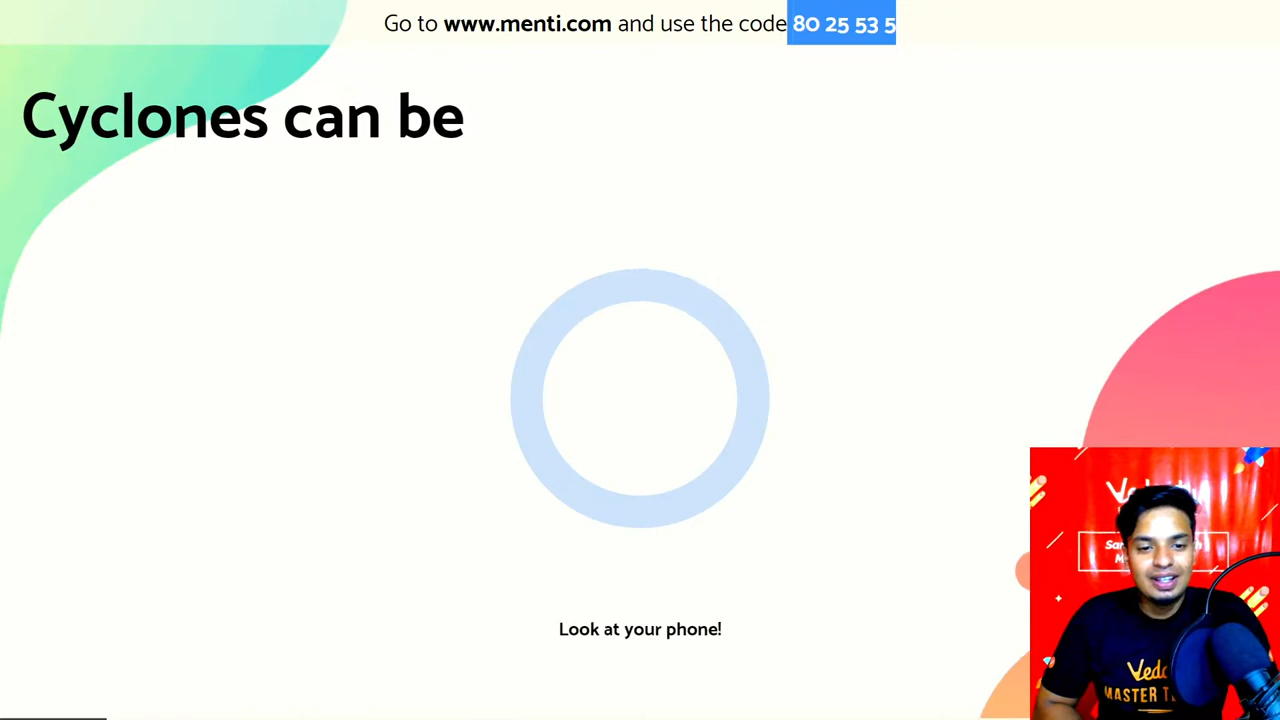 Go to www.menti.com and use the code 80 25 53 5
Cyclones can be
Look at your phone!
MASTER